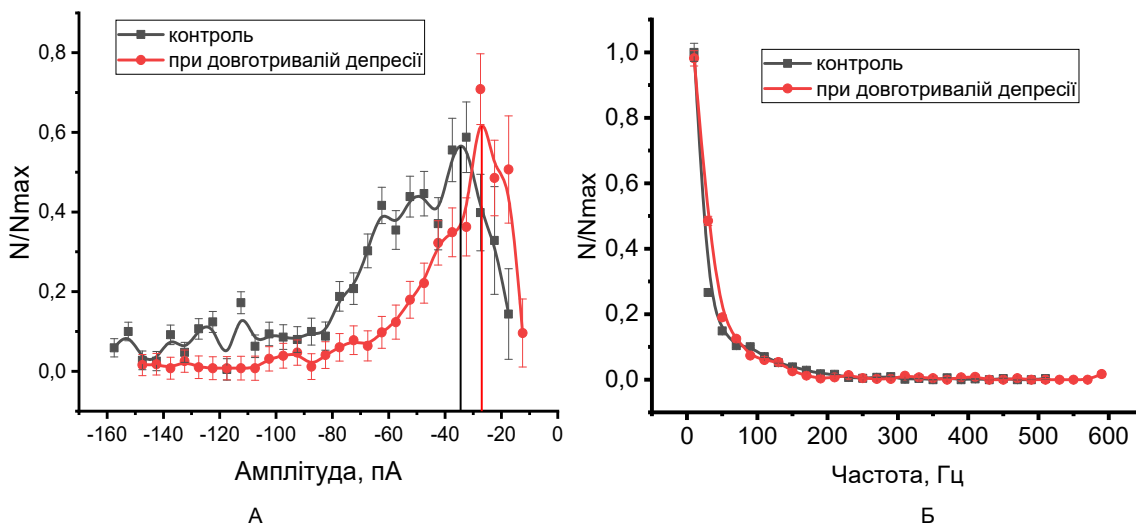 контроль
при довготривалій депресії
0,8
0,6
0,4
0,2
0,0
N/Nmax
-160 -140 -120 -100 -80 -60 -40 -20 0
Амплітуда, пА
А
контроль
при довготривалій депресії
1,0
0,8
0,6
0,4
0,2
0,0
N/Nmax
0 100 200 300 400 500 600
Частота, Гц
Б